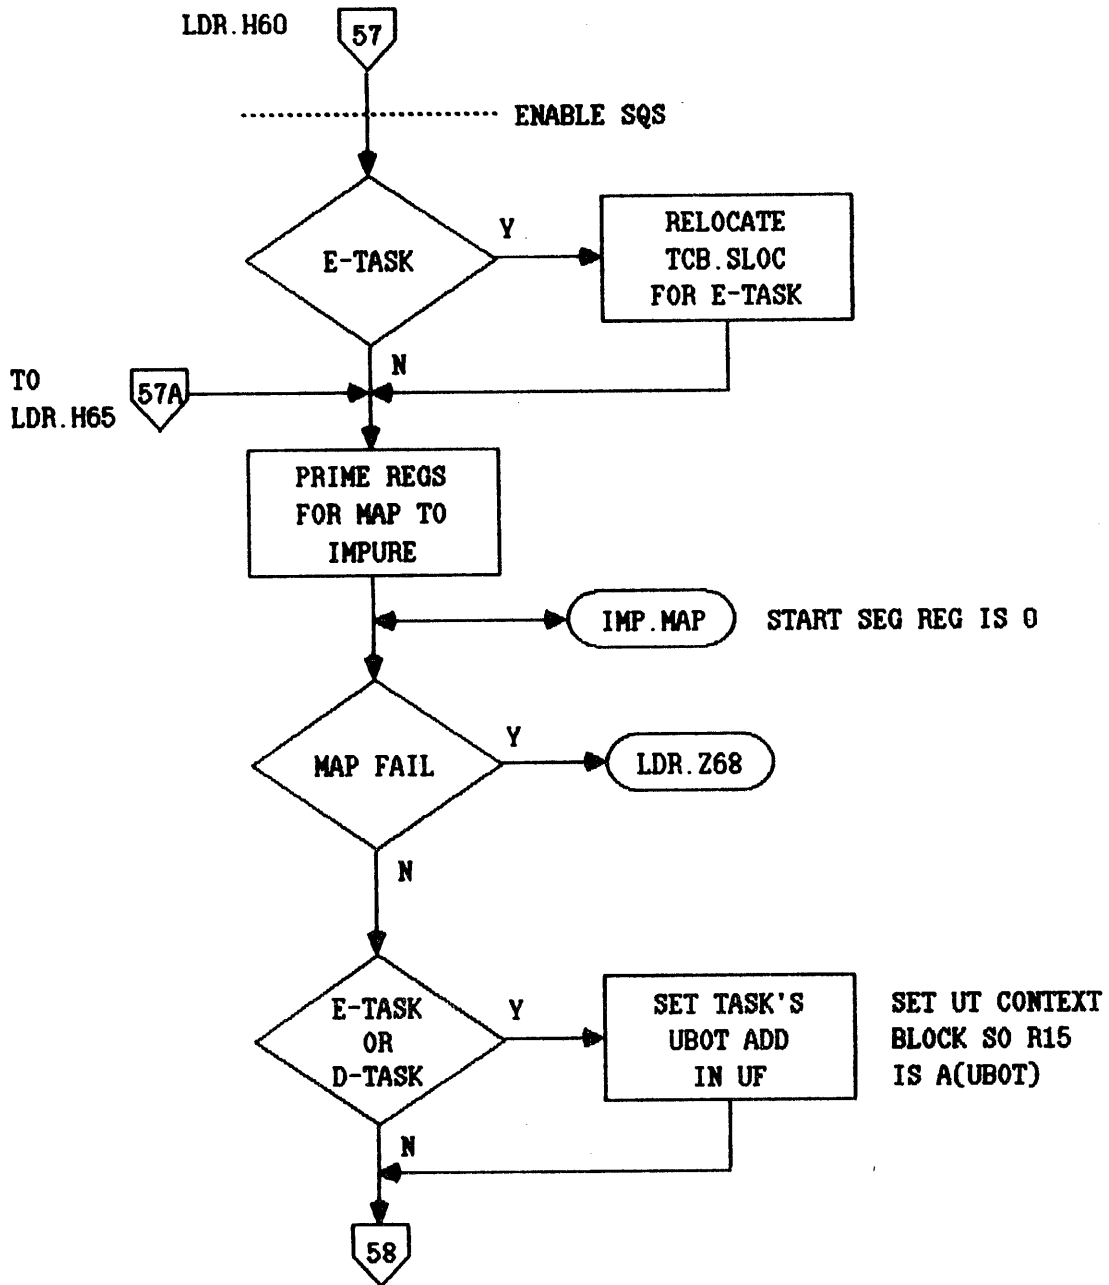 LDR.H60
57
ENABLE SQS
E-TASK
Y
RELOCATE
TCB.SLOC
FOR E-TASK
N
TO
LDR.H65
57A
PRIME REGS
FOR MAP TO
IMPURE
IMP.MAP
START SEG REG IS 0
MAP FAIL
Y
LDR.Z68
N
E-TASK
OR
D-TASK
Y
SET TASK'S
UBOT ADD
IN UF
SET UT CONTEXT
BLOCK SO R15
IS A(UBOT)
N
58